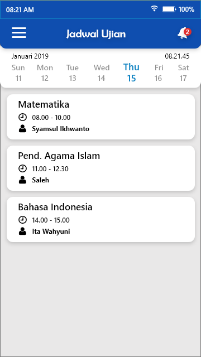 08:21 AM 100%
Jadwal Ujian 2
Januari 2019 08.21.45
Sun Mon Tue Wed Thu Fri Sat
11 12 13 14 15 16 17
Matematika
08.00 - 10.00
Syamsul Ikhwanto
Pend. Agama Islam
11.00 - 12.30
Saleh
Bahasa Indonesia
14.00 - 15.00
Ita Wahyuni